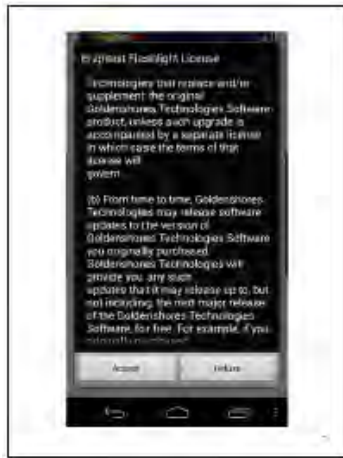 Brightest Flashlight License
Technologies that replace and/or
supplement the original
Goldenshores Technologies Software
product, unless such upgrade is
accompanied by a separate license
in which case the terms of that
license will
govern.
(b) From time to time, Goldenshores
Technologies may release software
updates to the version of
Goldenshores Technologies Software
you originally purchased.
Goldenshores Technologies will
provide you any such
updates that it may release up to, but
not including, the next major release
of the Goldenshores Technologies
Software, for free. For example, if you
originally purchased
Accept
Refuse